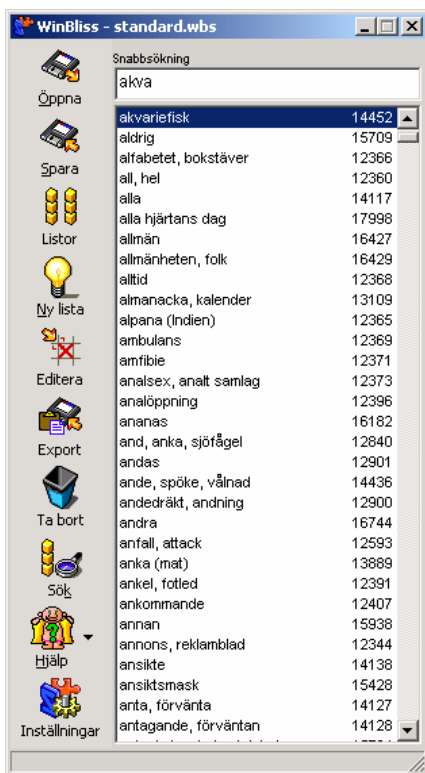 WinBliss - standard.wbs
Öppna
Spara
Listor
Ny lista
Editera
Export
Ta bort
Sök
Hjälp
Inställningar
Snabbsökning
akva
akvariefisk 14452
aldrig 15709
alfabetet, bokstäver 12366
all, hel 12360
alla 14117
alla hjärtans dag 17998
allmän 16427
allmänheten, folk 16429
alltid 12368
almanacka, kalender 13109
alpana (Indien) 12365
ambulans 12369
amfibie 12371
analsex, analt samlag 12373
analöppning 12396
ananas 16182
and, anka, sjöfågel 12840
andas 12901
ande, spöke, vålnad 14436
andedräkt, andning 12900
andra 16744
anfall, attack 12593
anka (mat) 13889
ankel, fotled 12391
ankommande 12407
annan 15938
annons, reklamblad 12344
ansikte 14138
ansiktsmask 15428
anta, förvänta 14127
antagande, förväntan 14128